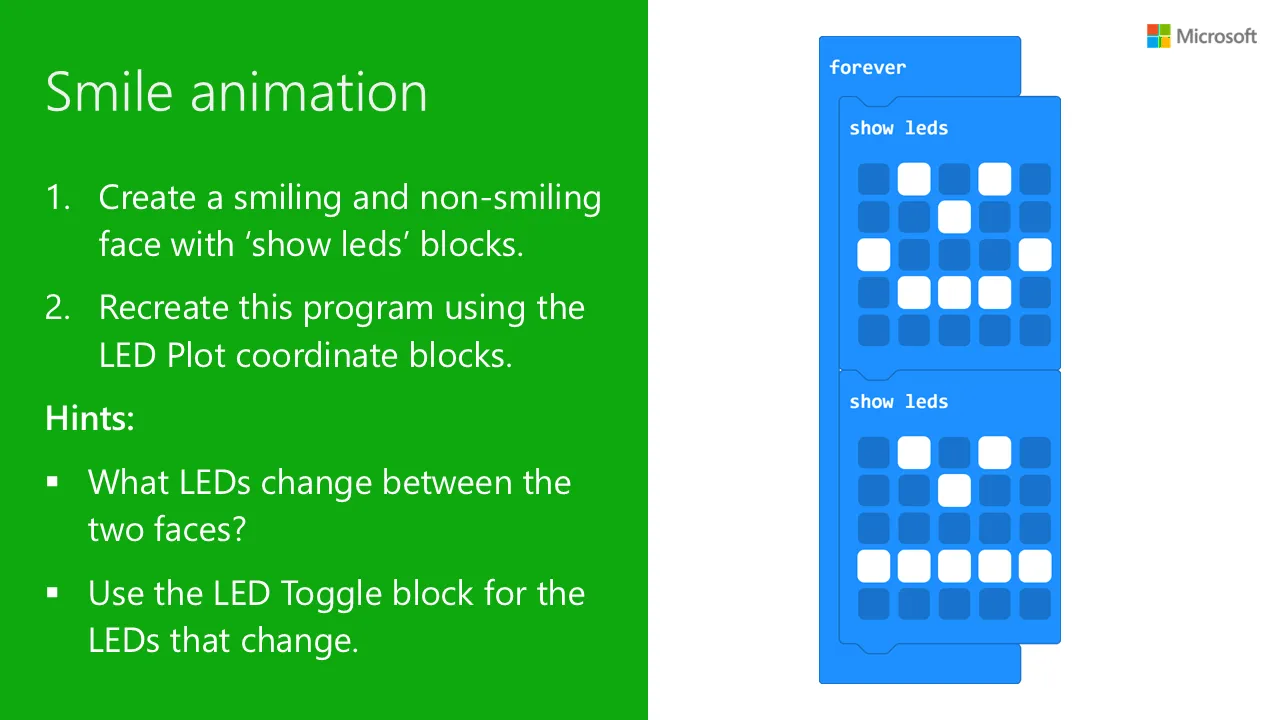 Smile animation
1. Create a smiling and non-smiling
face with ‘show leds’ blocks.
2. Recreate this program using the
LED Plot coordinate blocks.
Hints:
▪ What LEDs change between the
two faces?
▪ Use the LED Toggle block for the
LEDs that change.
Microsoft
forever
show leds
show leds